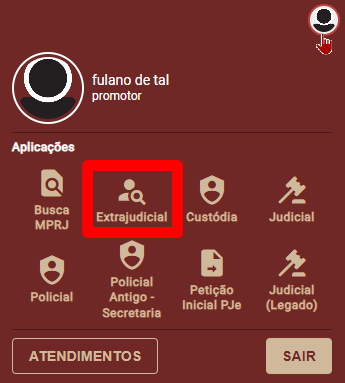 fulano de tal
promotor
Aplicações
Busca
MPRJ
Extrajudicial
Custódia
Judicial
Policial
Policial
Antigo -
Secretaria
Petição
Inicial PJe
Judicial
(Legado)
ATENDIMENTOS
SAIR